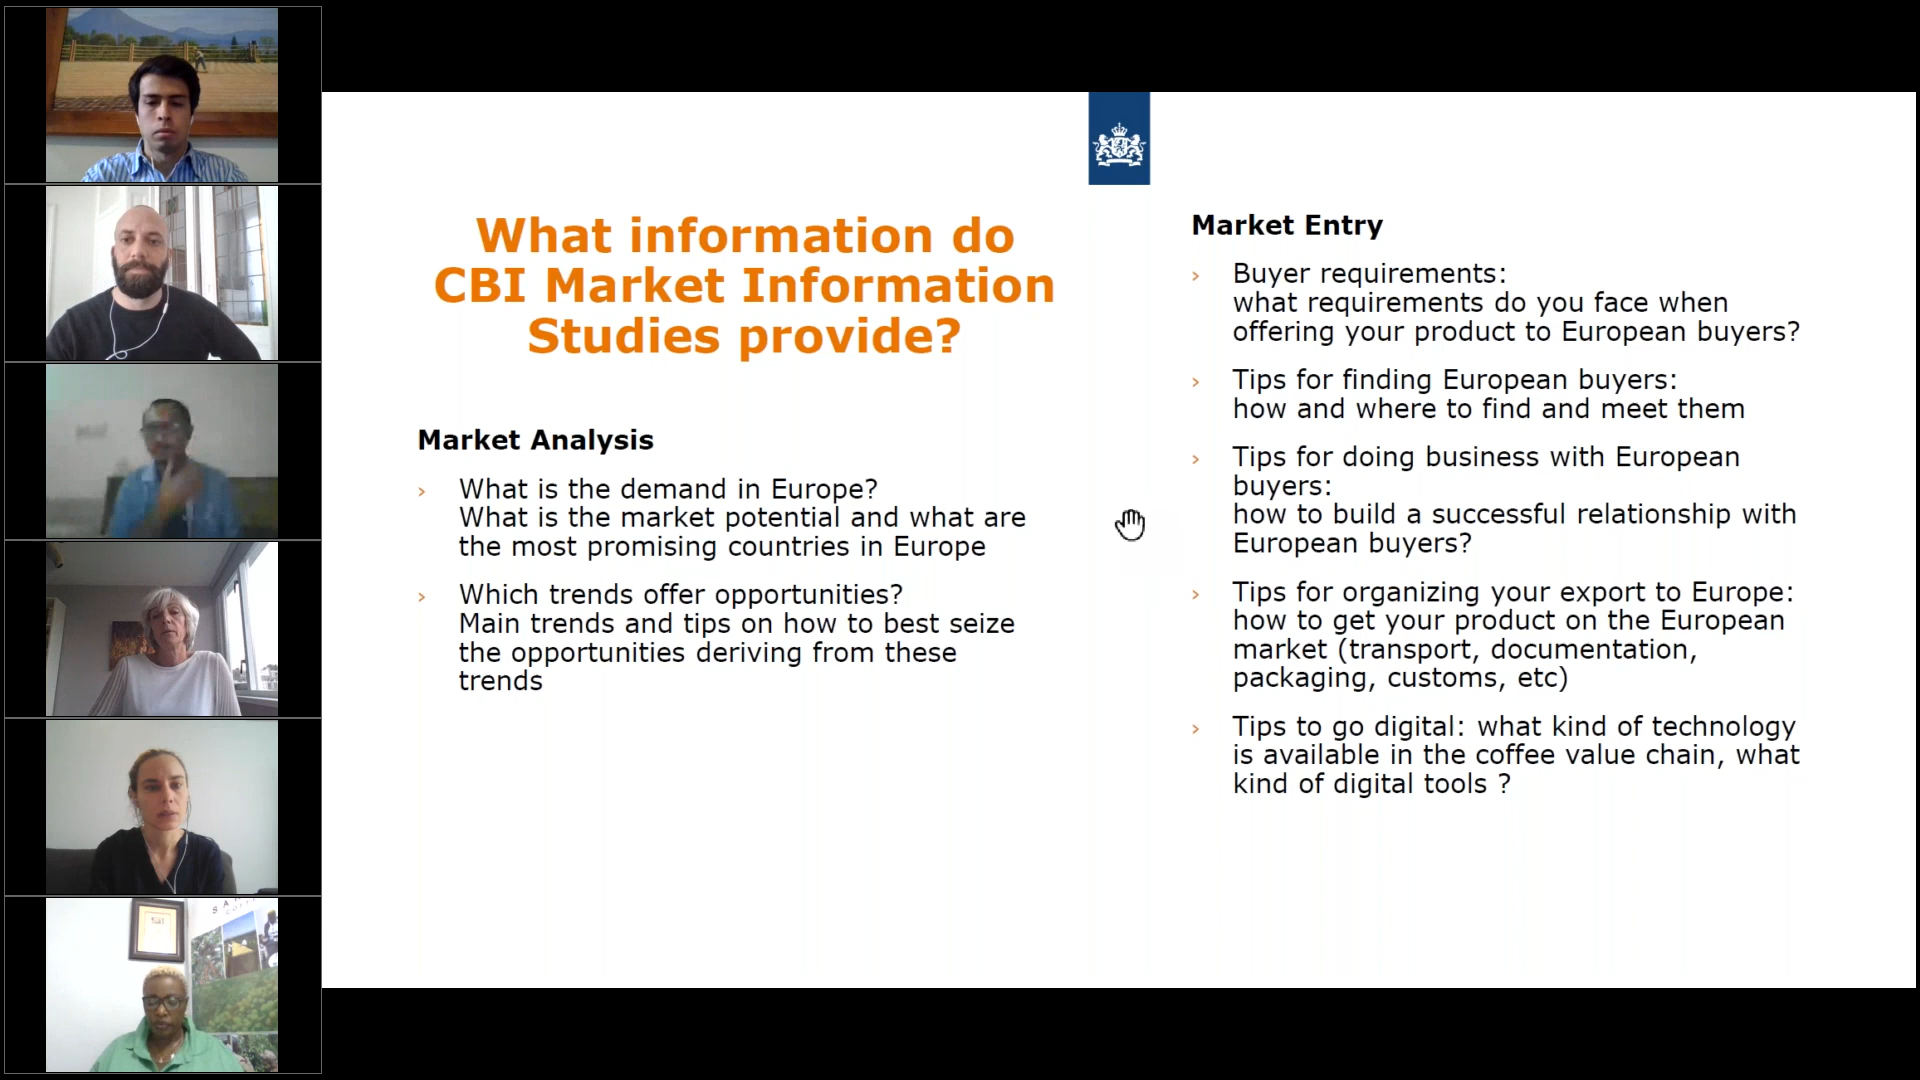 What information do
CBI Market Information
Studies provide?
Market Analysis
› What is the demand in Europe?
What is the market potential and what are
the most promising countries in Europe
› Which trends offer opportunities?
Main trends and tips on how to best seize
the opportunities deriving from these
trends
Market Entry
› Buyer requirements:
what requirements do you face when
offering your product to European buyers?
› Tips for finding European buyers:
how and where to find and meet them
› Tips for doing business with European
buyers:
how to build a successful relationship with
European buyers?
› Tips for organizing your export to Europe:
how to get your product on the European
market (transport, documentation,
packaging, customs, etc)
› Tips to go digital: what kind of technology
is available in the coffee value chain, what
kind of digital tools ?